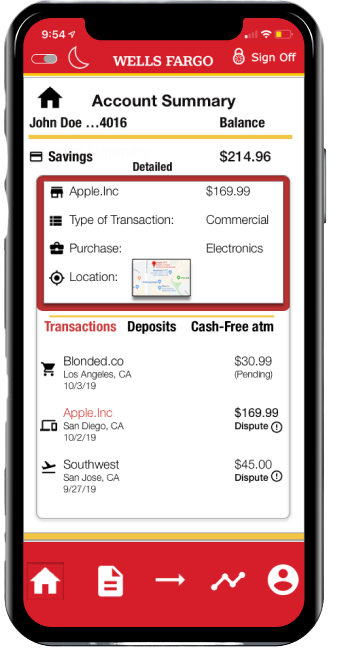 9:54
WELLS FARGO
Sign Off
Account Summary
John Doe ...4016 Balance
Savings $214.96
Detailed
Apple.Inc $169.99
Type of Transaction: Commercial
Purchase: Electronics
Location:
Transactions Deposits Cash-Free atm
Blonded.co $30.99
Los Angeles, CA (Pending)
10/3/19
Apple.Inc $169.99
San Diego, CA Dispute
10/2/19
Southwest $45.00
San Jose, CA Dispute
9/27/19